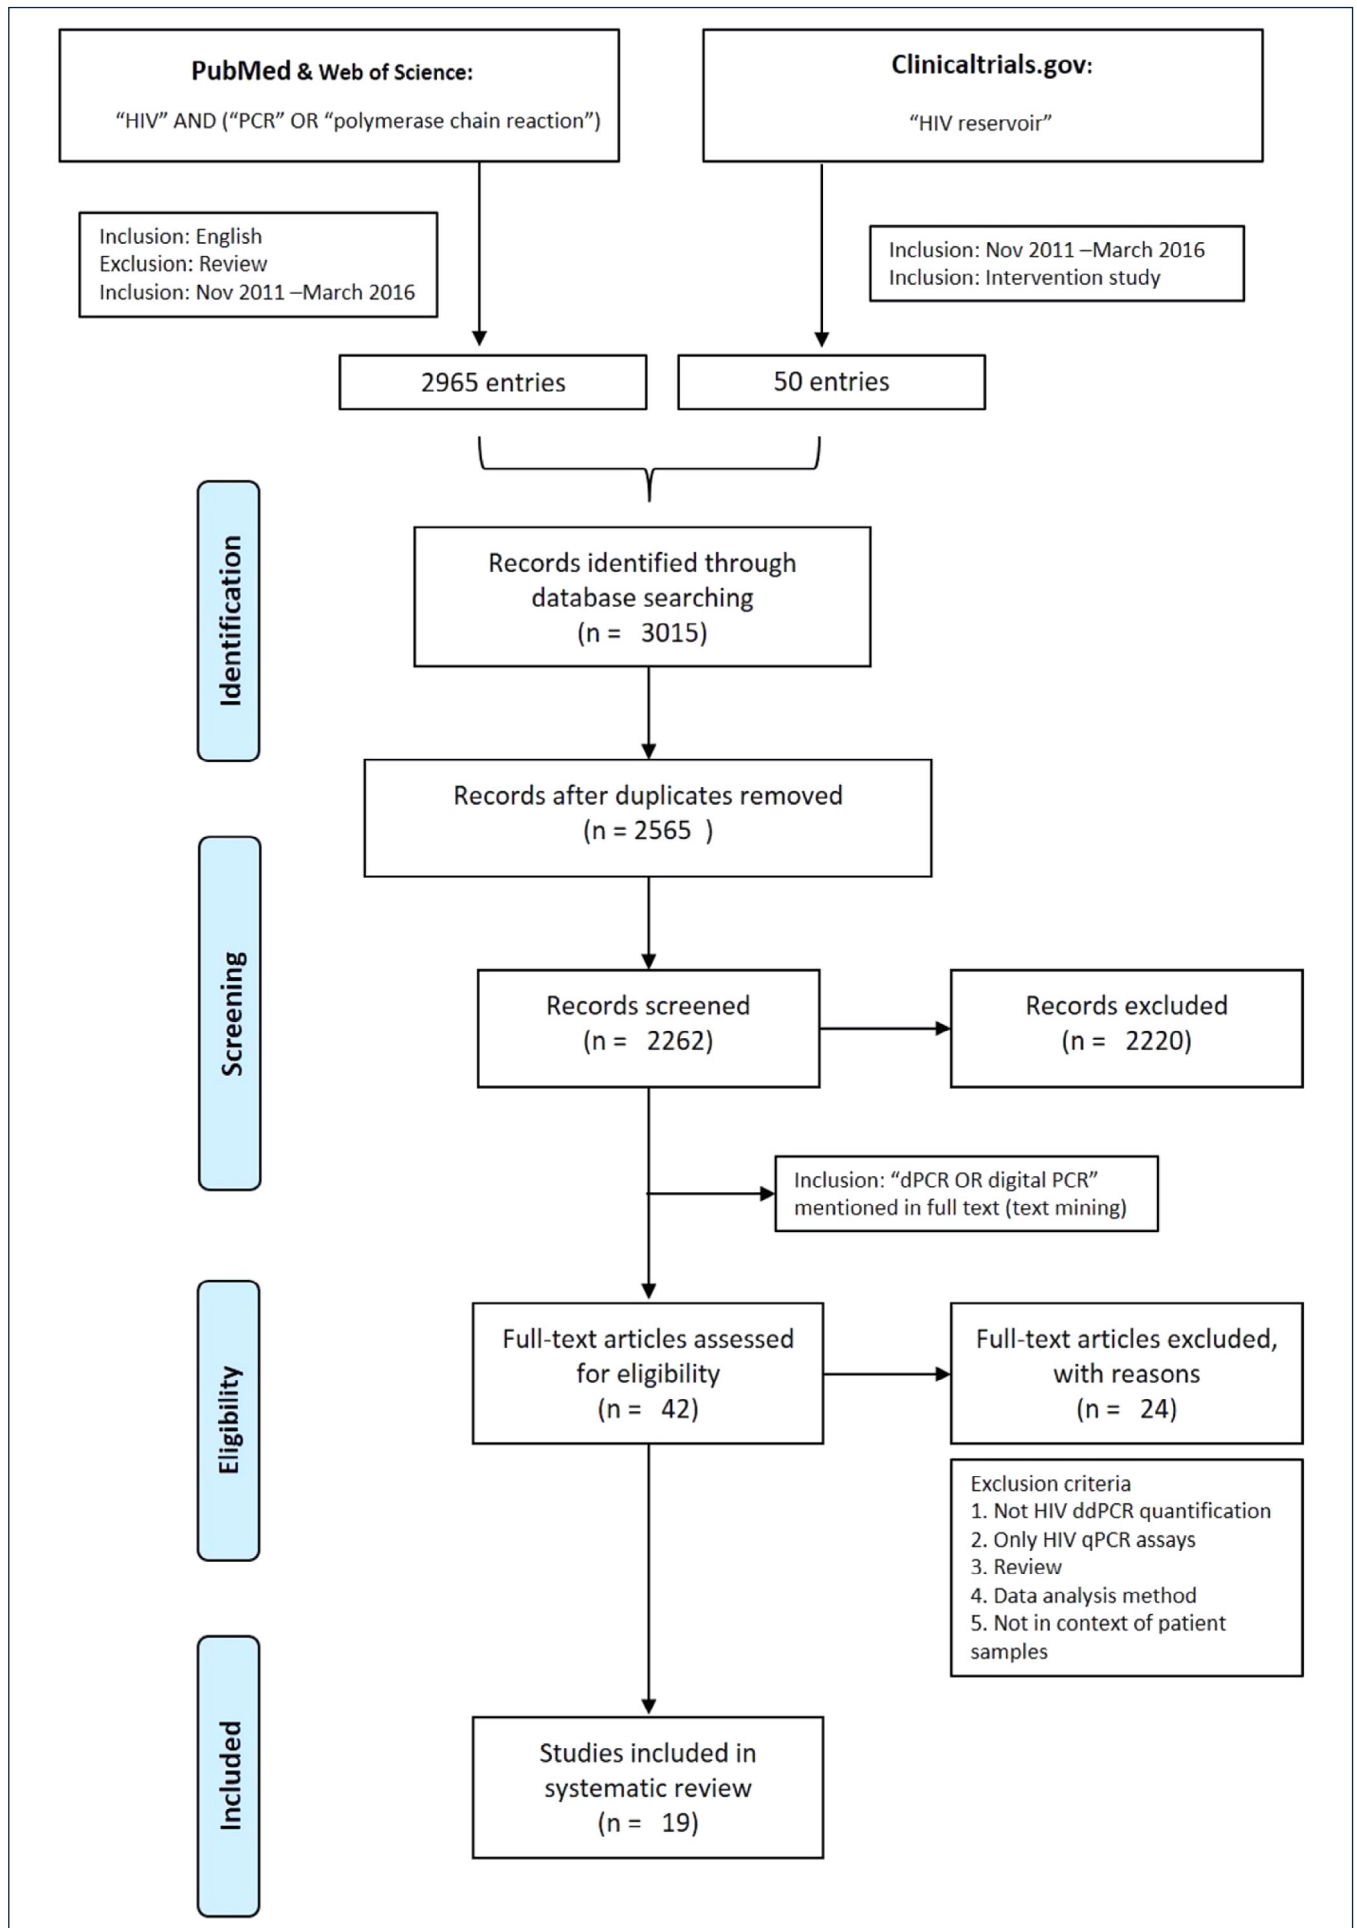 PubMed & Web of Science:
“HIV” AND (“PCR” OR “polymerase chain reaction”)
Clinicaltrials.gov:
“HIV reservoir”
Inclusion: English
Exclusion: Review
Inclusion: Nov 2011 –March 2016
Inclusion: Nov 2011 –March 2016
Inclusion: Intervention study
2965 entries
50 entries
Identification
Records identified through
database searching
(n = 3015)
Records after duplicates removed
(n = 2565 )
Screening
Records screened
(n = 2262)
Records excluded
(n = 2220)
Inclusion: “dPCR OR digital PCR”
mentioned in full text (text mining)
Eligibility
Full-text articles assessed
for eligibility
(n = 42)
Full-text articles excluded,
with reasons
(n = 24)
Exclusion criteria
1. Not HIV ddPCR quantification
2. Only HIV qPCR assays
3. Review
4. Data analysis method
5. Not in context of patient
samples
Included
Studies included in
systematic review
(n = 19)